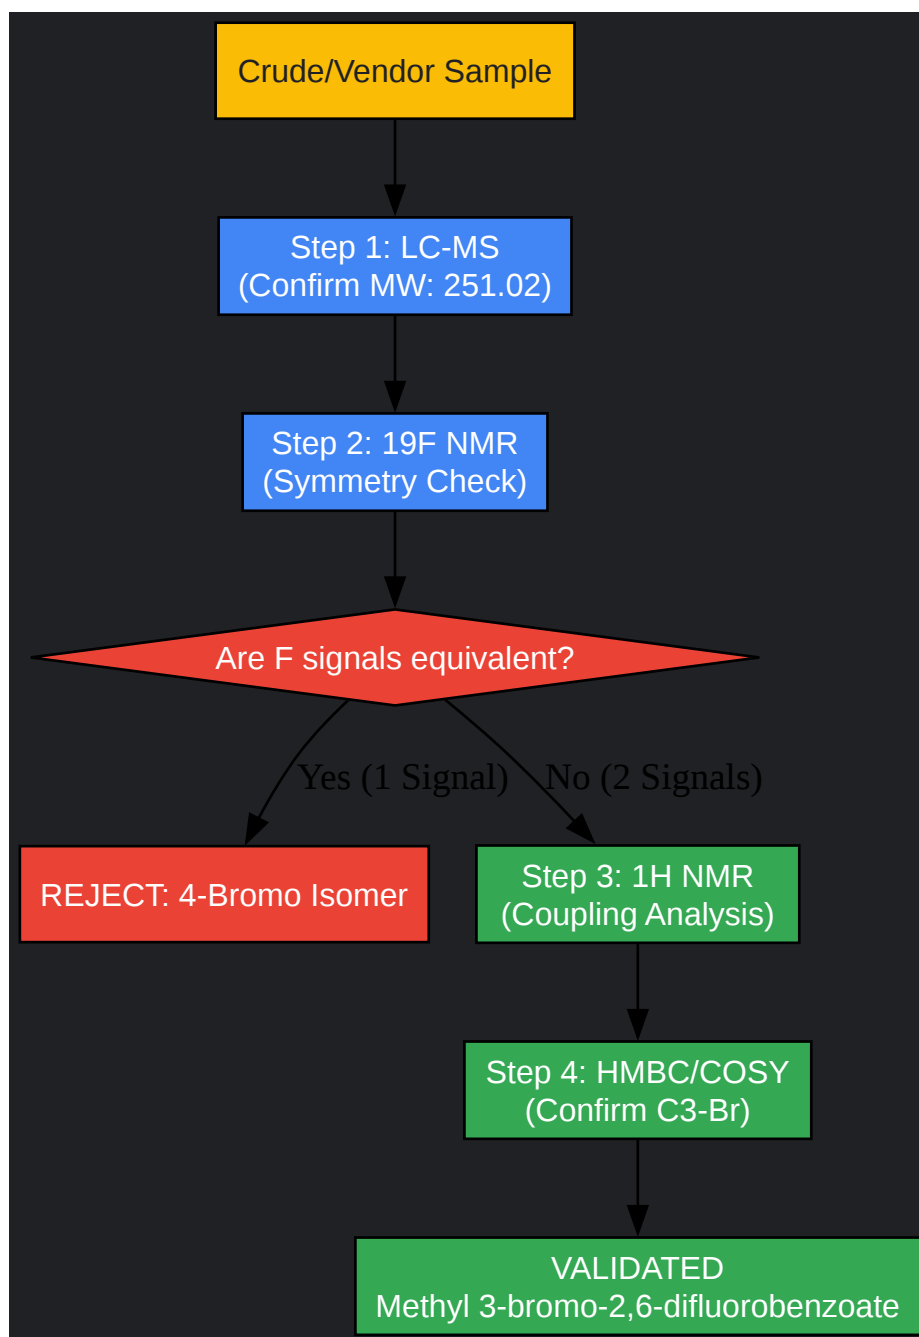 Crude/Vendor Sample
Step 1: LC-MS
(Confirm MW: 251.02)
Step 2: 19F NMR
(Symmetry Check)
Are F signals equivalent?
Yes (1 Signal)
No (2 Signals)
REJECT: 4-Bromo Isomer
Step 3: 1H NMR
(Coupling Analysis)
Step 4: HMBC/COSY
(Confirm C3-Br)
VALIDATED
Methyl 3-bromo-2,6-difluorobenzoate